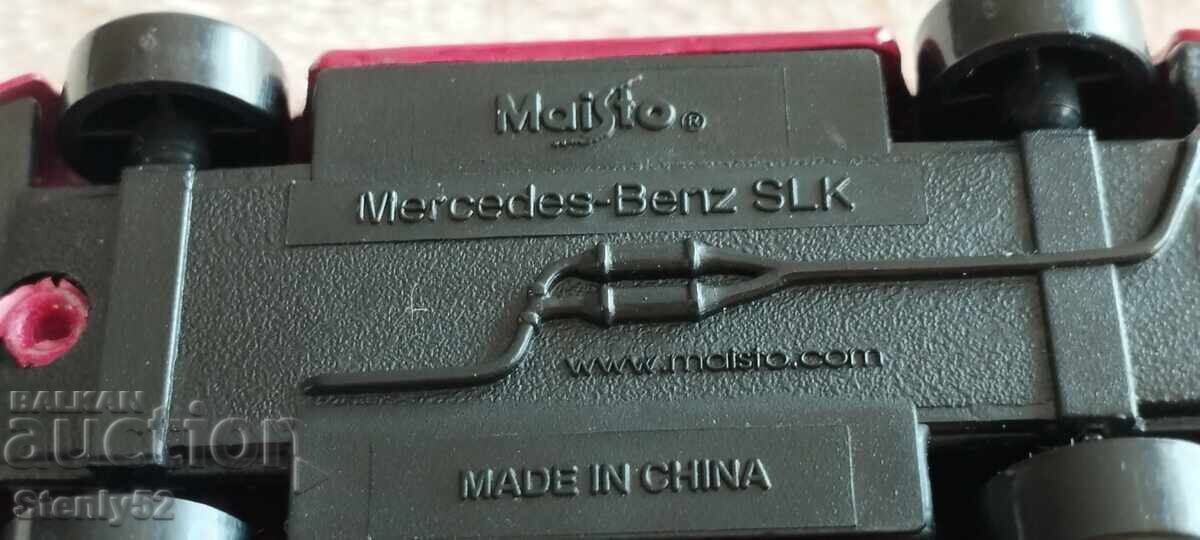 Maisto®
Mercedes-Benz SLK
www.maisto.com
MADE IN CHINA
BALKAN
auction
Stenly52